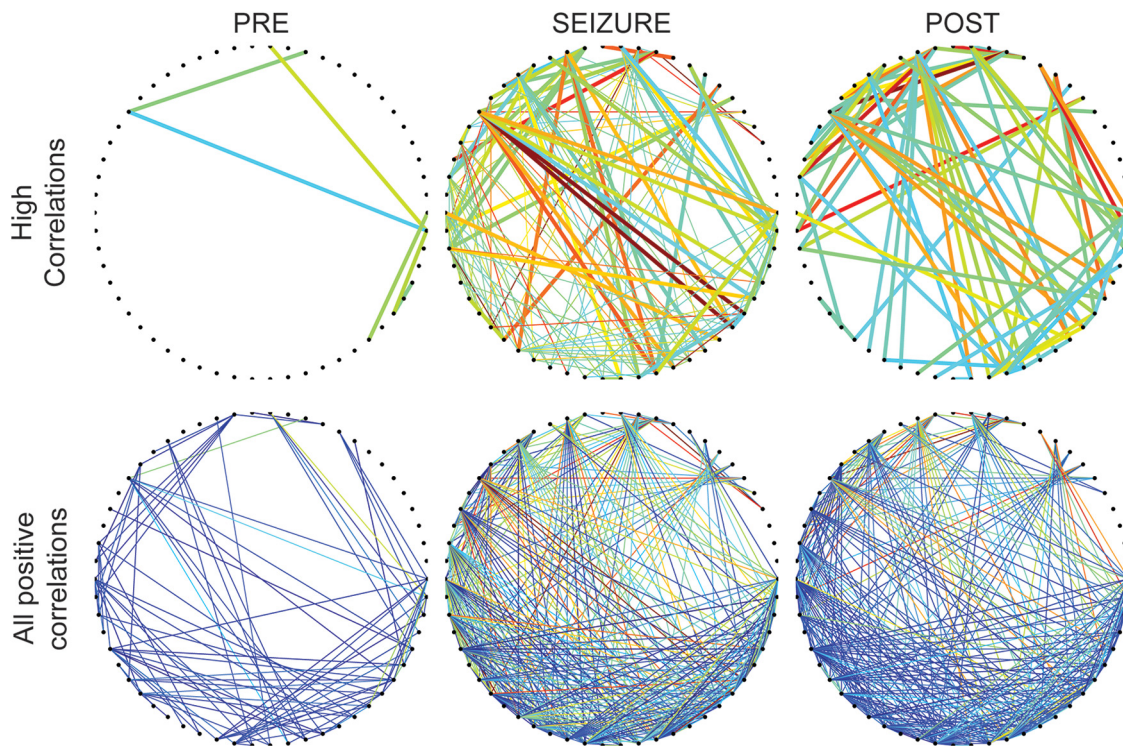 PRE
SEIZURE
POST
High
Correlations
All positive
correlations